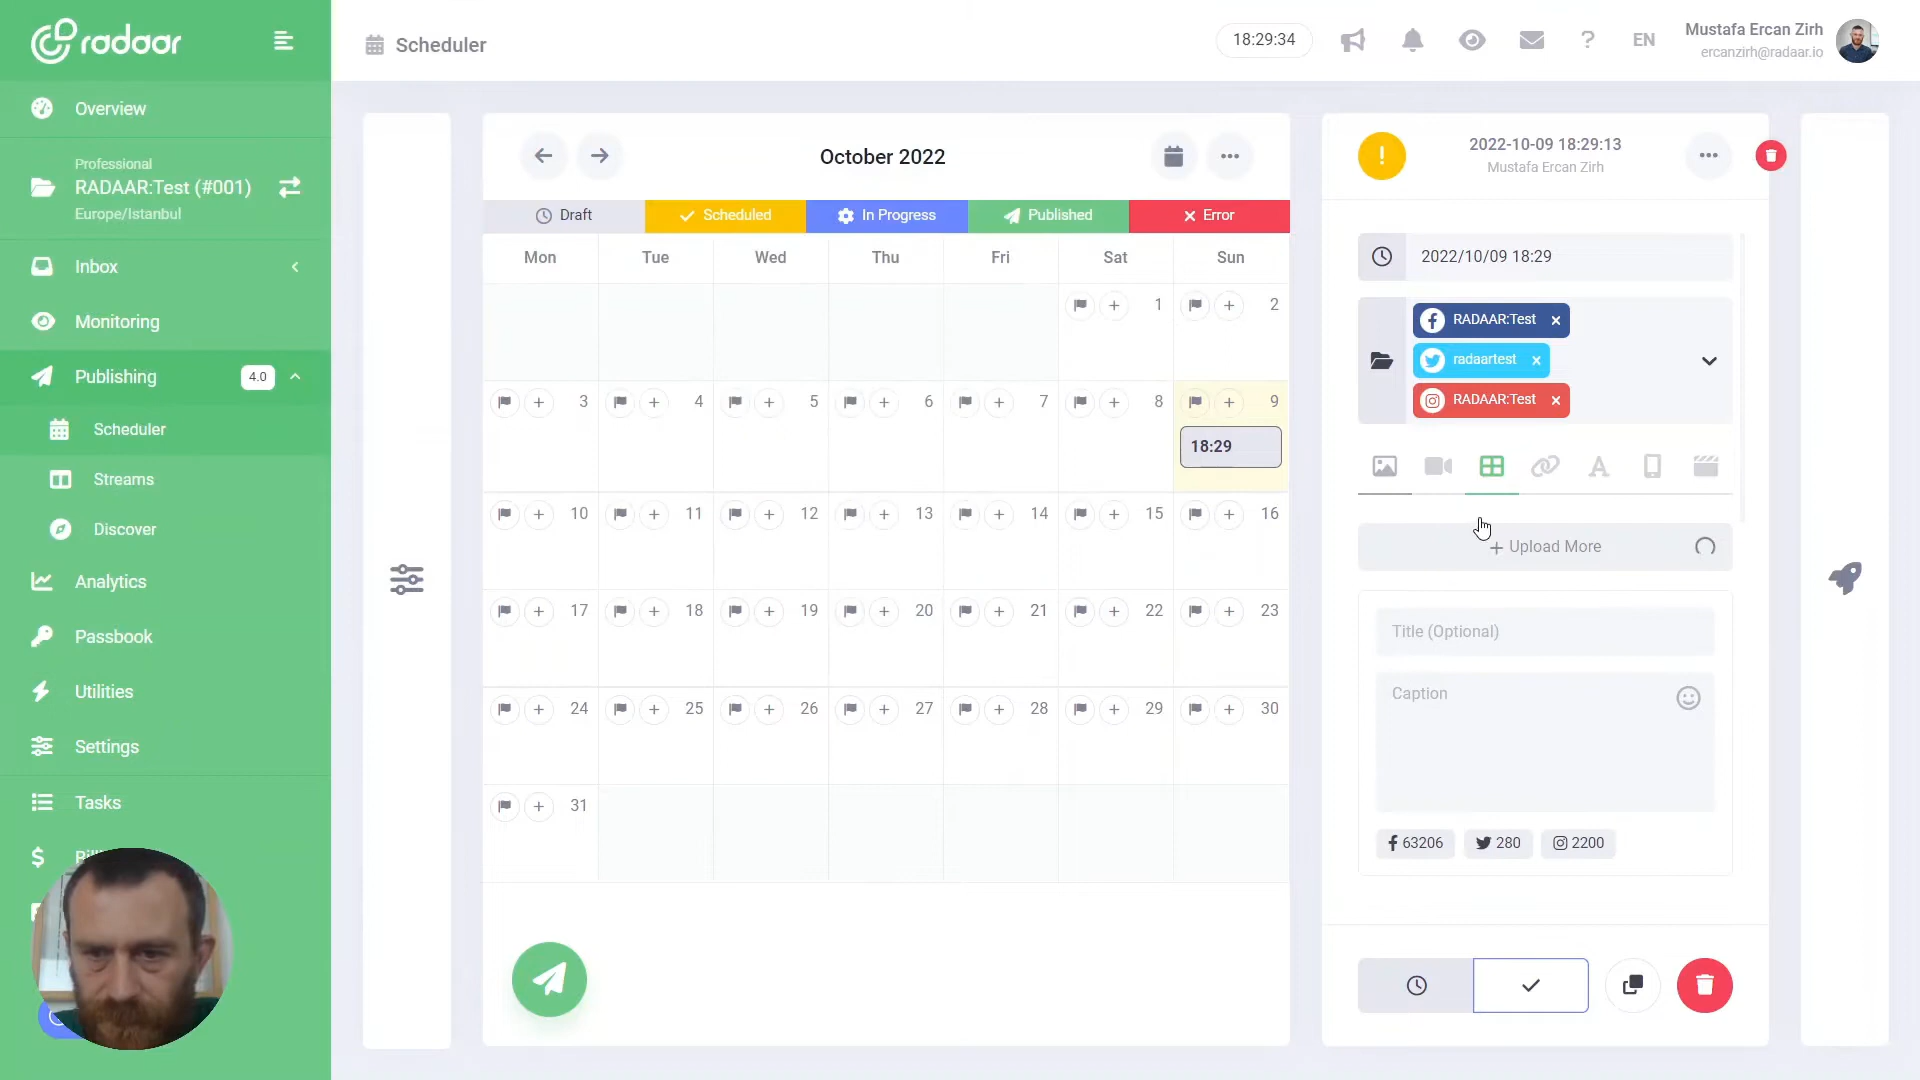 radaar
Scheduler
18:29:34
EN
Mustafa Ercan Zirh
ercanzirh@radaar.io
Overview
Professional
RADAAR:Test (#001)
Europe/Istanbul
Inbox
Monitoring
Publishing 4.0
Scheduler
Streams
Discover
Analytics
Passbook
Utilities
Settings
Tasks
October 2022
Draft Scheduled In Progress Published Error
Mon Tue Wed Thu Fri Sat Sun
1 2
3 4 5 6 7 8 9
18:29
10 11 12 13 14 15 16
17 18 19 20 21 22 23
24 25 26 27 28 29 30
31
2022-10-09 18:29:13
Mustafa Ercan Zirh
2022/10/09 18:29
RADAAR:Test ×
radaartest ×
RADAAR:Test ×
+ Upload More
Title (Optional)
Caption
63206 280 2200